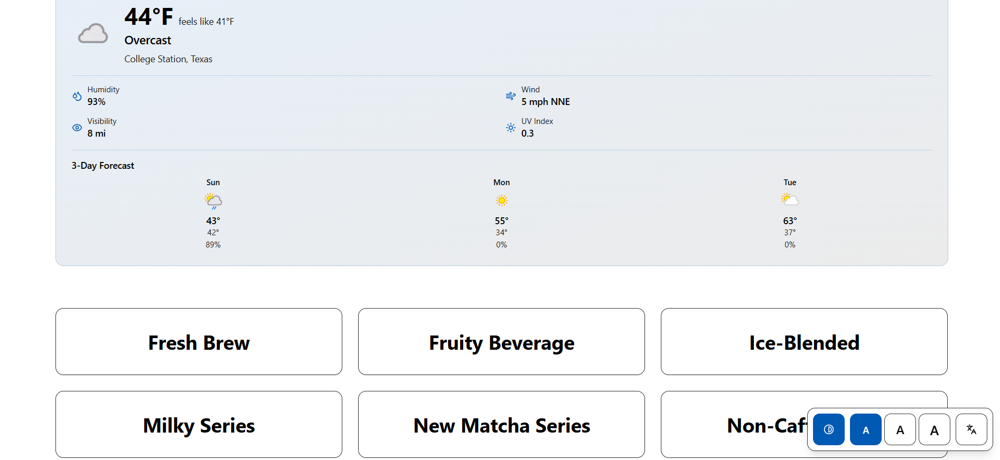 44°F feels like 41°F
Overcast
College Station, Texas
Humidity
93%
Wind
5 mph NNE
Visibility
8 mi
UV Index
0.3
3-Day Forecast
Sun
43°
42°
89%
Mon
55°
34°
0%
Tue
63°
37°
0%
Fresh Brew
Fruity Beverage
Ice-Blended
Milky Series
New Matcha Series
Non-Caf
A
A
A